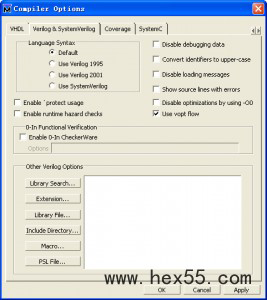 Compiler Options
VHDL Verilog & SystemVerilog Coverage SystemC
Language Syntax
Default
Use Verilog 1995
Use Verilog 2001
Use SystemVerilog
Disable debugging data
Convert identifiers to upper-case
Disable loading messages
Show source lines with errors
Enable `protect usage
Disable optimizations by using -O0
Enable runtime hazard checks
Use vopt flow
0-In Functional Verification
Enable 0-In CheckerWare
Options
Other Verilog Options
Library Search...
Extension...
Library File...
Include Directory...
Macro...
PSL File...
www.hex55.com
OK Cancel Apply